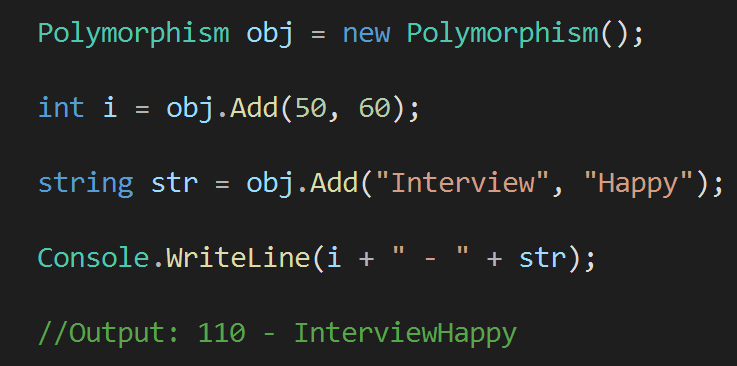 Polymorphism obj = new Polymorphism();
int i = obj.Add(50, 60);
string str = obj.Add("Interview", "Happy");
Console.WriteLine(i + " - " + str);
//Output: 110 - InterviewHappy